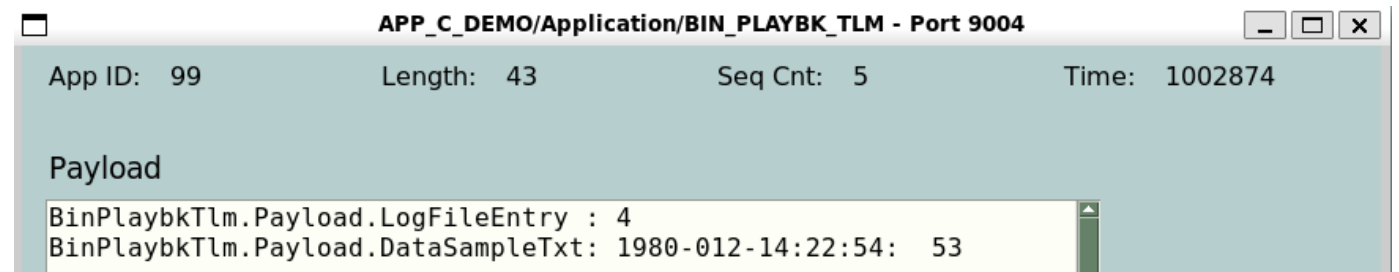 APP_C_DEMO/Application/BIN_PLAYBK_TLM - Port 9004
App ID: 99 Length: 43 Seq Cnt: 5 Time: 1002874
Payload
BinPlaybkTlm.Payload.LogFileEntry : 4
BinPlaybkTlm.Payload.DataSampleTxt: 1980-012-14:22:54:  53